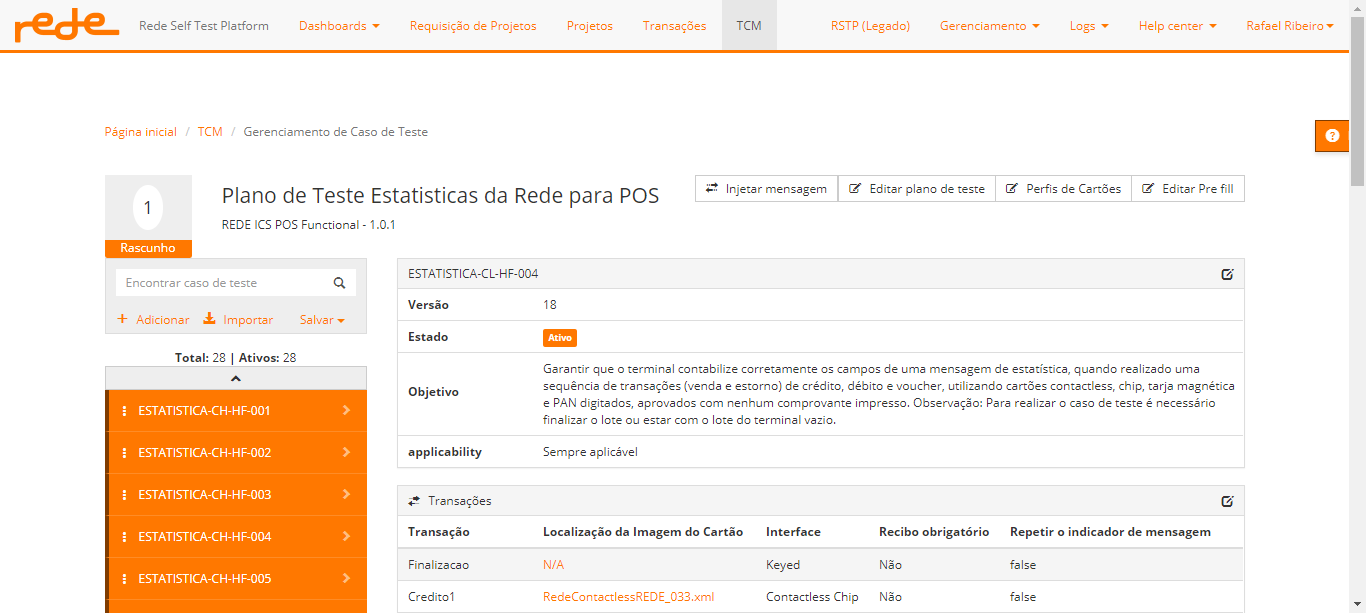 rede Rede Self Test Platform Dashboards Requisição de Projetos Projetos Transações TCM RSTP (Legado) Gerenciamento Logs Help center Rafael Ribeiro
Página inicial / TCM / Gerenciamento de Caso de Teste
?
1
Rascunho
Plano de Teste Estatisticas da Rede para POS
REDE ICS POS Functional - 1.0.1
Injetar mensagem Editar plano de teste Perfis de Cartões Editar Pre fill
Encontrar caso de teste
+ Adicionar Importar Salvar
Total: 28 | Ativos: 28
ESTATISTICA-CH-HF-001
ESTATISTICA-CH-HF-002
ESTATISTICA-CH-HF-003
ESTATISTICA-CH-HF-004
ESTATISTICA-CH-HF-005
ESTATISTICA-CL-HF-004
Versão 18
Estado Ativo
Objetivo Garantir que o terminal contabilize corretamente os campos de uma mensagem de estatística, quando realizado uma
sequência de transações (venda e estorno) de crédito, débito e voucher, utilizando cartões contactless, chip, tarja magnética
e PAN digitados, aprovados com nenhum comprovante impresso. Observação: Para realizar o caso de teste é necessário
finalizar o lote ou estar com o lote do terminal vazio.
applicability Sempre aplicável
Transações
Transação Localização da Imagem do Cartão Interface Recibo obrigatório Repetir o indicador de mensagem
Finalizacao N/A Keyed Não false
Credito1 RedeContactlessREDE_033.xml Contactless Chip Não false